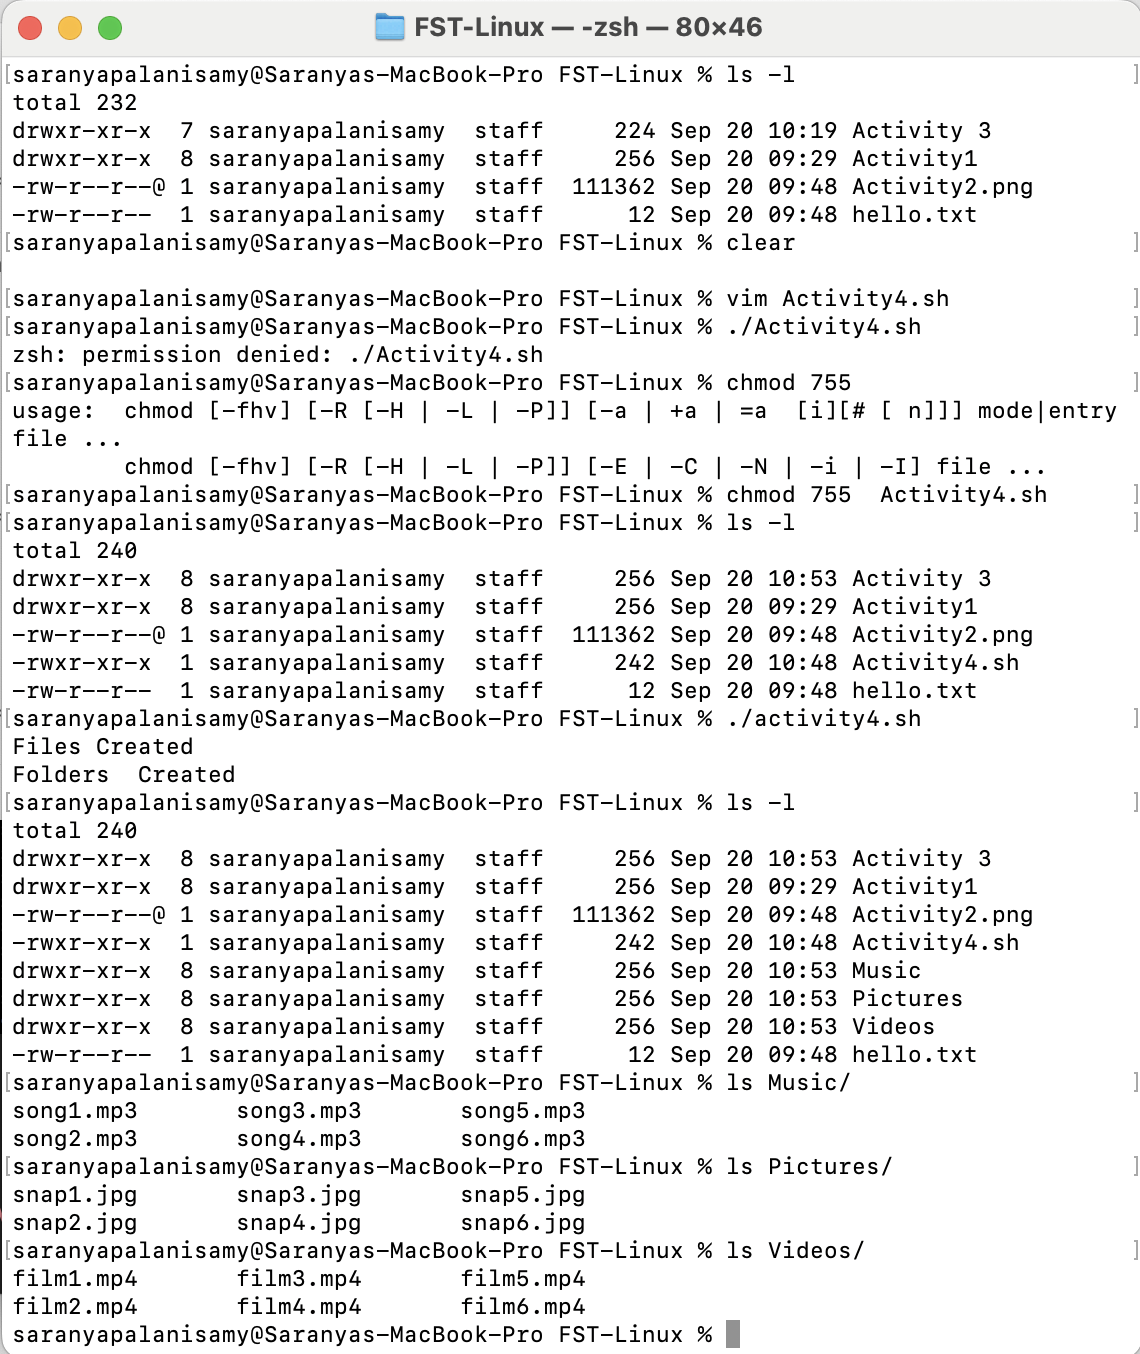 FST-Linux — -zsh — 80×46
[saranyapalanisamy@Saranyas-MacBook-Pro FST-Linux % ls -l ]
total 232
drwxr-xr-x  7 saranyapalanisamy  staff     224 Sep 20 10:19 Activity 3
drwxr-xr-x  8 saranyapalanisamy  staff     256 Sep 20 09:29 Activity1
-rw-r--r--@ 1 saranyapalanisamy  staff  111362 Sep 20 09:48 Activity2.png
-rw-r--r--  1 saranyapalanisamy  staff      12 Sep 20 09:48 hello.txt
[saranyapalanisamy@Saranyas-MacBook-Pro FST-Linux % clear ]
[saranyapalanisamy@Saranyas-MacBook-Pro FST-Linux % vim Activity4.sh ]
[saranyapalanisamy@Saranyas-MacBook-Pro FST-Linux % ./Activity4.sh ]
zsh: permission denied: ./Activity4.sh
[saranyapalanisamy@Saranyas-MacBook-Pro FST-Linux % chmod 755 ]
usage:  chmod [-fhv] [-R [-H | -L | -P]] [-a | +a | =a  [i][# [ n]]] mode|entry
file ...
        chmod [-fhv] [-R [-H | -L | -P]] [-E | -C | -N | -i | -I] file ...
[saranyapalanisamy@Saranyas-MacBook-Pro FST-Linux % chmod 755  Activity4.sh ]
[saranyapalanisamy@Saranyas-MacBook-Pro FST-Linux % ls -l ]
total 240
drwxr-xr-x  8 saranyapalanisamy  staff     256 Sep 20 10:53 Activity 3
drwxr-xr-x  8 saranyapalanisamy  staff     256 Sep 20 09:29 Activity1
-rw-r--r--@ 1 saranyapalanisamy  staff  111362 Sep 20 09:48 Activity2.png
-rwxr-xr-x  1 saranyapalanisamy  staff     242 Sep 20 10:48 Activity4.sh
-rw-r--r--  1 saranyapalanisamy  staff      12 Sep 20 09:48 hello.txt
[saranyapalanisamy@Saranyas-MacBook-Pro FST-Linux % ./activity4.sh ]
Files Created
Folders  Created
[saranyapalanisamy@Saranyas-MacBook-Pro FST-Linux % ls -l ]
total 240
drwxr-xr-x  8 saranyapalanisamy  staff     256 Sep 20 10:53 Activity 3
drwxr-xr-x  8 saranyapalanisamy  staff     256 Sep 20 09:29 Activity1
-rw-r--r--@ 1 saranyapalanisamy  staff  111362 Sep 20 09:48 Activity2.png
-rwxr-xr-x  1 saranyapalanisamy  staff     242 Sep 20 10:48 Activity4.sh
drwxr-xr-x  8 saranyapalanisamy  staff     256 Sep 20 10:53 Music
drwxr-xr-x  8 saranyapalanisamy  staff     256 Sep 20 10:53 Pictures
drwxr-xr-x  8 saranyapalanisamy  staff     256 Sep 20 10:53 Videos
-rw-r--r--  1 saranyapalanisamy  staff      12 Sep 20 09:48 hello.txt
[saranyapalanisamy@Saranyas-MacBook-Pro FST-Linux % ls Music/ ]
song1.mp3       song3.mp3       song5.mp3
song2.mp3       song4.mp3       song6.mp3
[saranyapalanisamy@Saranyas-MacBook-Pro FST-Linux % ls Pictures/ ]
snap1.jpg       snap3.jpg       snap5.jpg
snap2.jpg       snap4.jpg       snap6.jpg
[saranyapalanisamy@Saranyas-MacBook-Pro FST-Linux % ls Videos/ ]
film1.mp4       film3.mp4       film5.mp4
film2.mp4       film4.mp4       film6.mp4
saranyapalanisamy@Saranyas-MacBook-Pro FST-Linux %